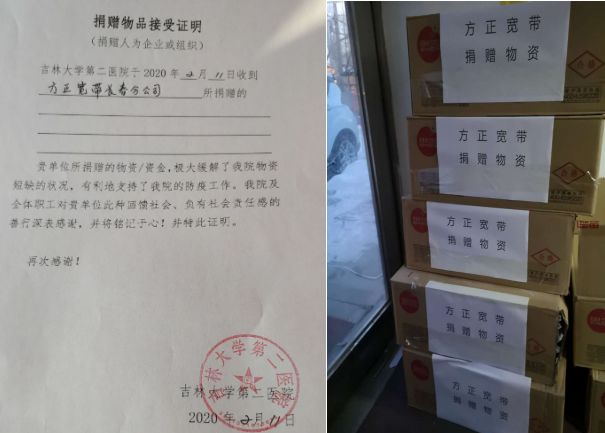 捐赠物品接受证明
(捐赠人为企业或组织)
吉林大学第二医院于2020年2月11日收到
方正宽带长春分公司 所捐赠的
贵单位所捐赠的物资/资金,极大缓解了我院物资
短缺的状况,有利地支持了我院的防疫工作。我院及
全体职工对贵单位此种回馈社会、负有社会责任感的
善行深表感谢,并将铭记于心!并特此证明。
再次感谢!
吉林大学第二医院
吉林大学第二医院
2020年2月11日
方正宽带
捐赠物资
方正宽带
捐赠物资
方正宽带
捐赠物资
方正宽带
捐赠物资
方正宽带
捐赠物资